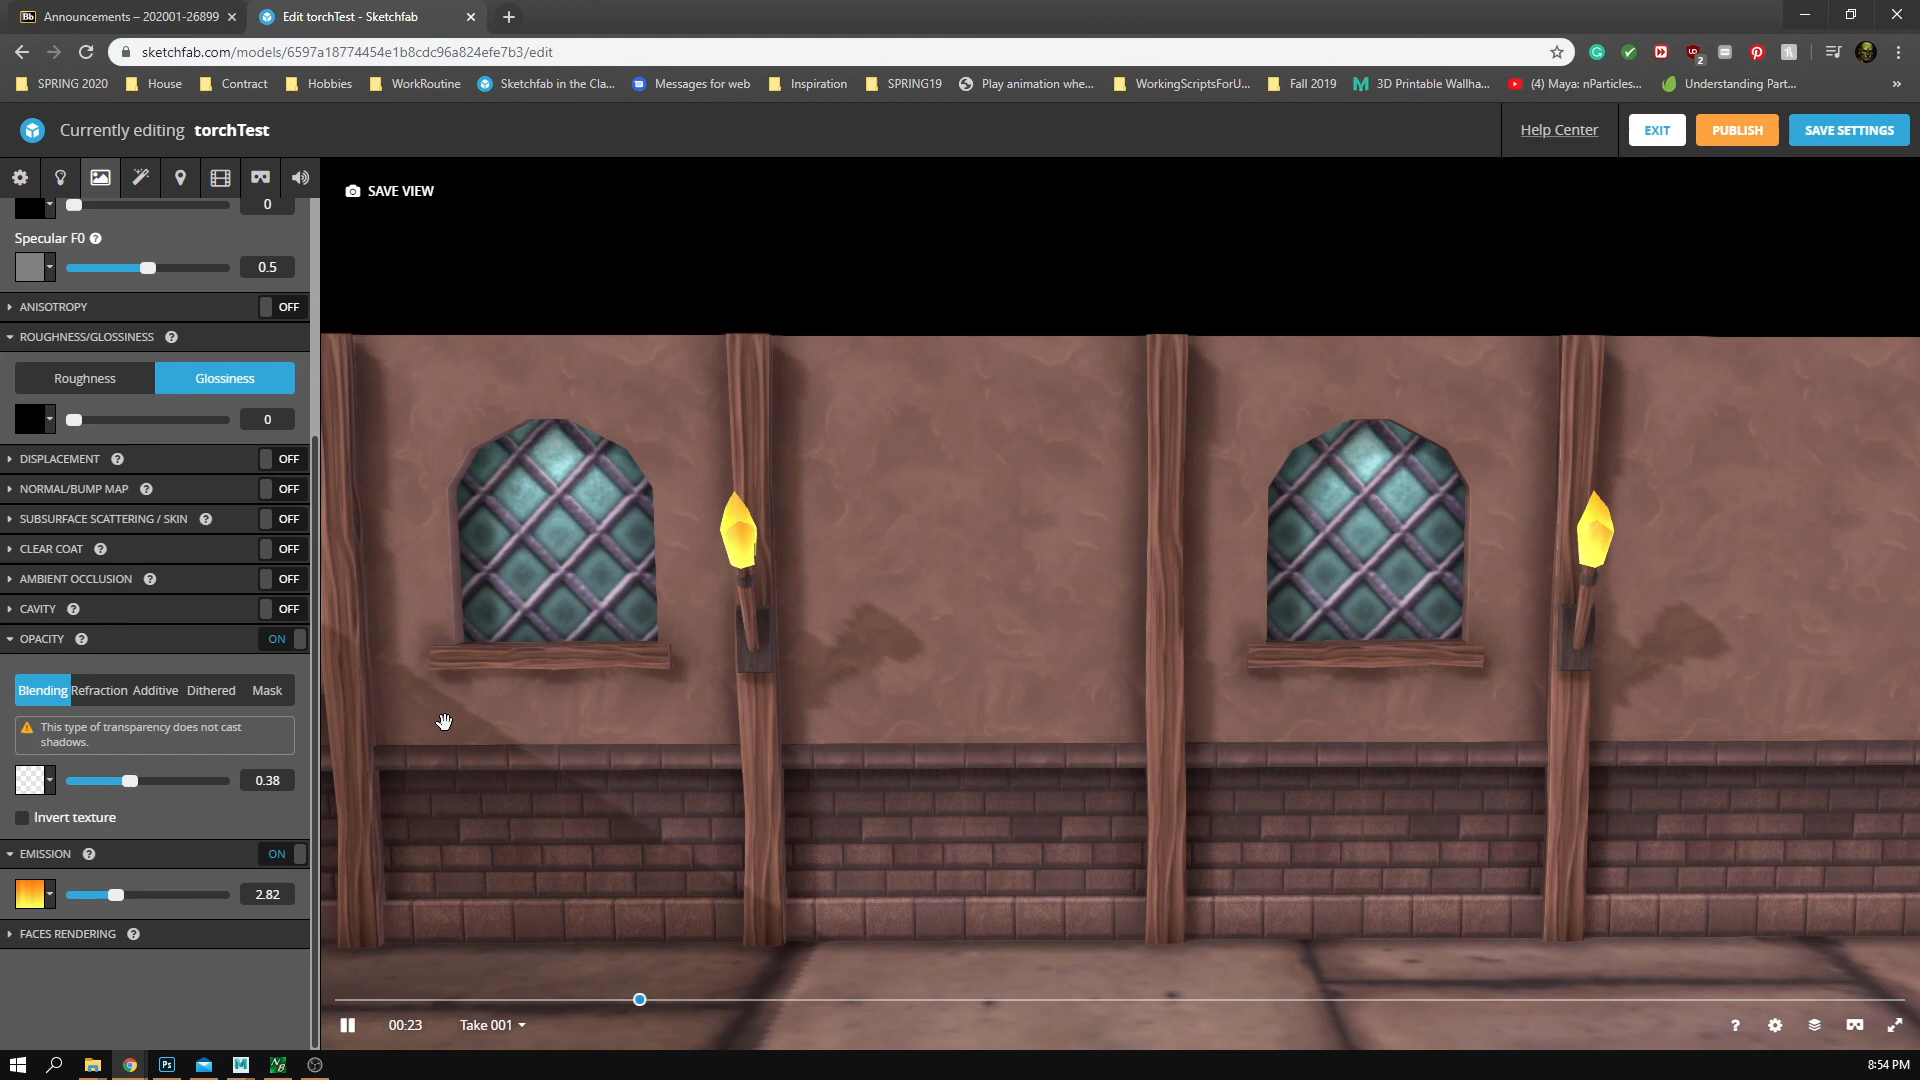 Bb Announcements – 202001-26899
Edit torchTest - Sketchfab
sketchfab.com/models/6597a18774454e1b8cdc96a824efe7b3/edit
UO
2
SPRING 2020
House
Contract
Hobbies
WorkRoutine
Sketchfab in the Cla...
Messages for web
Inspiration
SPRING19
Play animation whe...
WorkingScriptsForU...
Fall 2019
3D Printable Wallha...
(4) Maya: nParticles...
Understanding Part...
»
Currently editing torchTest
Help Center
EXIT
PUBLISH
SAVE SETTINGS
SAVE VIEW
0
Specular F0 ?
0.5
ANISOTROPY OFF
ROUGHNESS/GLOSSINESS ?
Roughness Glossiness
0
DISPLACEMENT ? OFF
NORMAL/BUMP MAP ? OFF
SUBSURFACE SCATTERING / SKIN ? OFF
CLEAR COAT ? OFF
AMBIENT OCCLUSION ? OFF
CAVITY ? OFF
OPACITY ? ON
Blending Refraction Additive Dithered Mask
This type of transparency does not cast
shadows.
0.38
Invert texture
EMISSION ? ON
2.82
FACES RENDERING ?
00:23
Take 001
?
Ps
M
N
B
8:54 PM